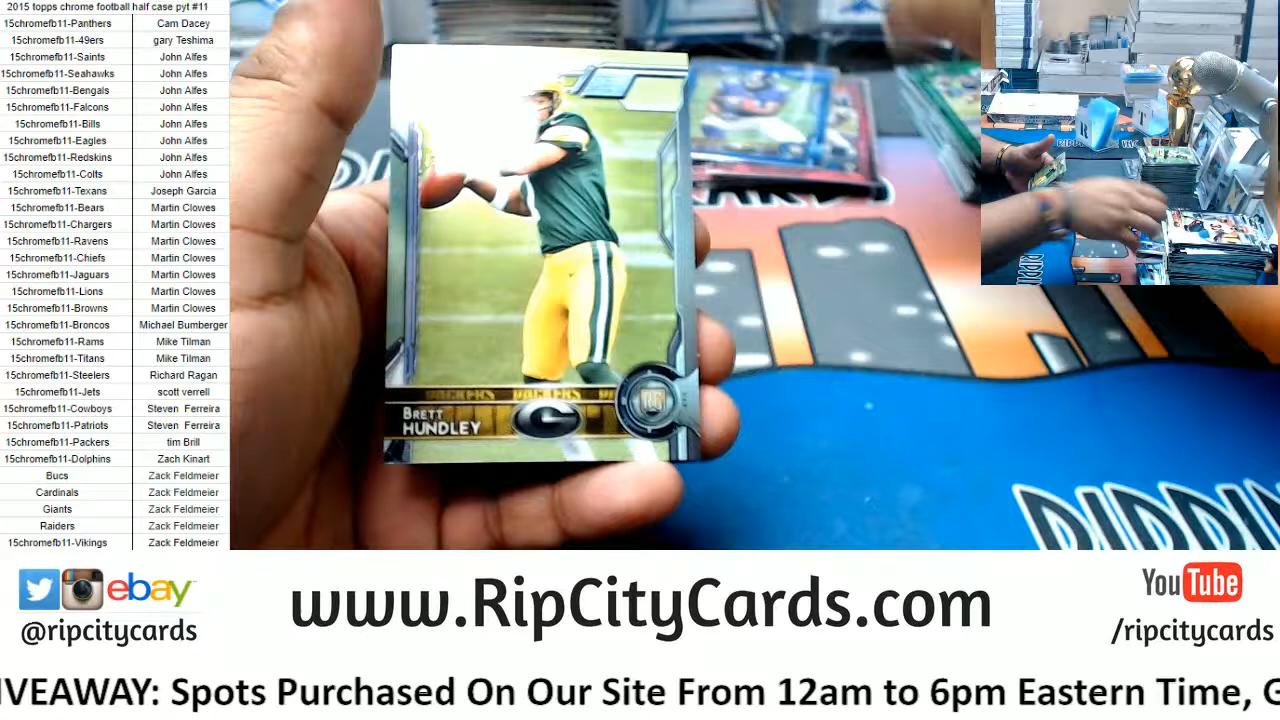 2015 topps chrome football half case pyt #11
15chromefb11-Panthers Cam Dacey
15chromefb11-49ers gary Teshima
15chromefb11-Saints John Alfes
15chromefb11-Seahawks John Alfes
15chromefb11-Bengals John Alfes
15chromefb11-Falcons John Alfes
15chromefb11-Bills John Alfes
15chromefb11-Eagles John Alfes
15chromefb11-Redskins John Alfes
15chromefb11-Colts John Alfes
15chromefb11-Texans Joseph Garcia
15chromefb11-Bears Martin Clowes
15chromefb11-Chargers Martin Clowes
15chromefb11-Ravens Martin Clowes
15chromefb11-Chiefs Martin Clowes
15chromefb11-Jaguars Martin Clowes
15chromefb11-Lions Martin Clowes
15chromefb11-Browns Martin Clowes
15chromefb11-Broncos Michael Bumberger
15chromefb11-Rams Mike Tilman
15chromefb11-Titans Mike Tilman
15chromefb11-Steelers Richard Ragan
15chromefb11-Jets scott verrell
15chromefb11-Cowboys Steven Ferreira
15chromefb11-Patriots Steven Ferreira
15chromefb11-Packers tim Brill
15chromefb11-Dolphins Zach Kinart
Bucs Zack Feldmeier
Cardinals Zack Feldmeier
Giants Zack Feldmeier
Raiders Zack Feldmeier
15chromefb11-Vikings Zack Feldmeier
PACKERS PACKERS
BRETT
HUNDLEY
G
ebay
@ripcitycards
www.RipCityCards.com
YouTube
/ripcitycards
IVEAWAY: Spots Purchased On Our Site From 12am to 6pm Eastern Time, G